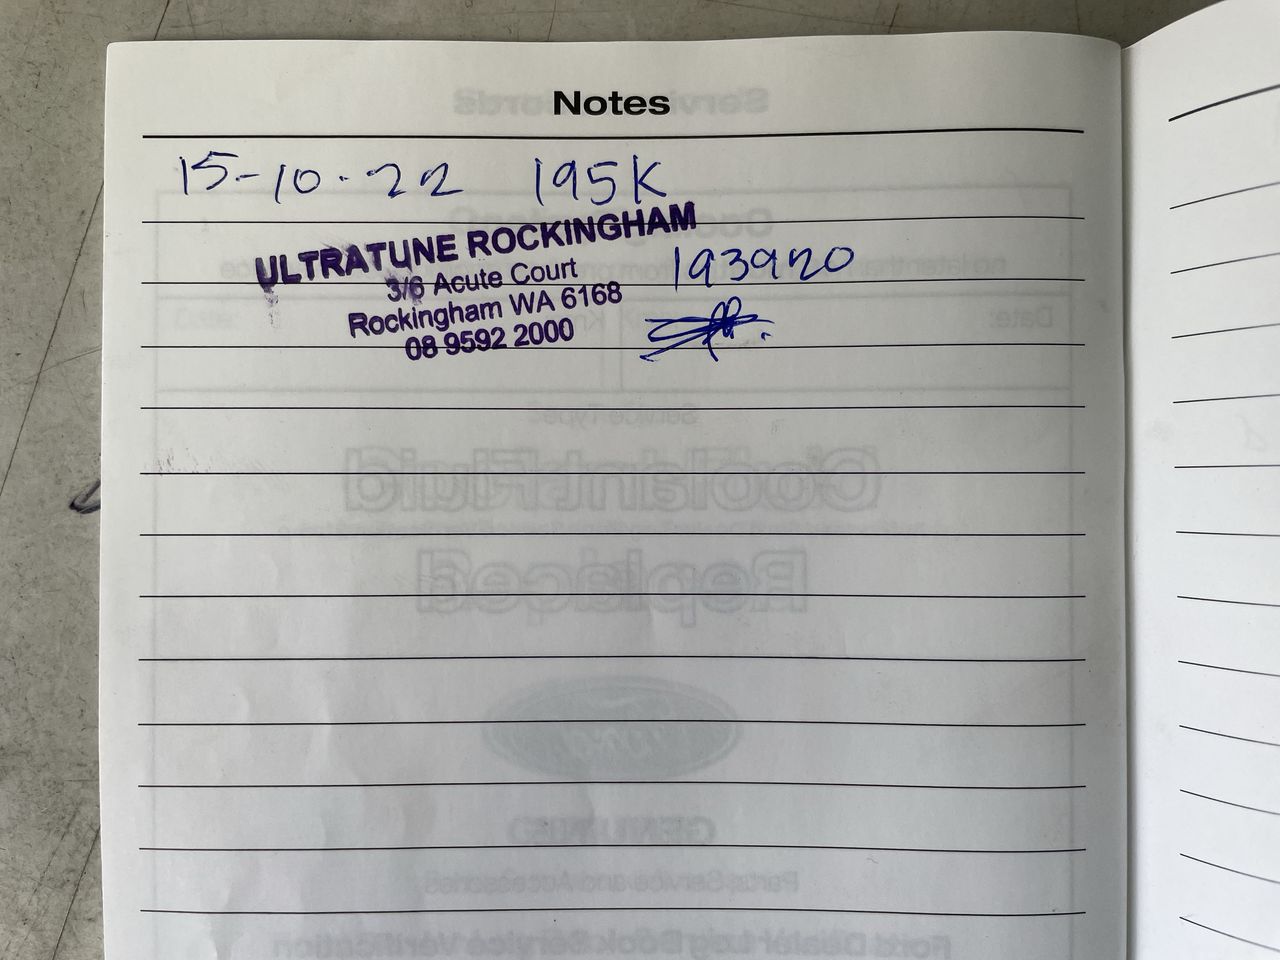 Notes
15-10-22 195K
ULTRATUNE ROCKINGHAM
3/6 Acute Court 193920
Rockingham WA 6168
08 9592 2000